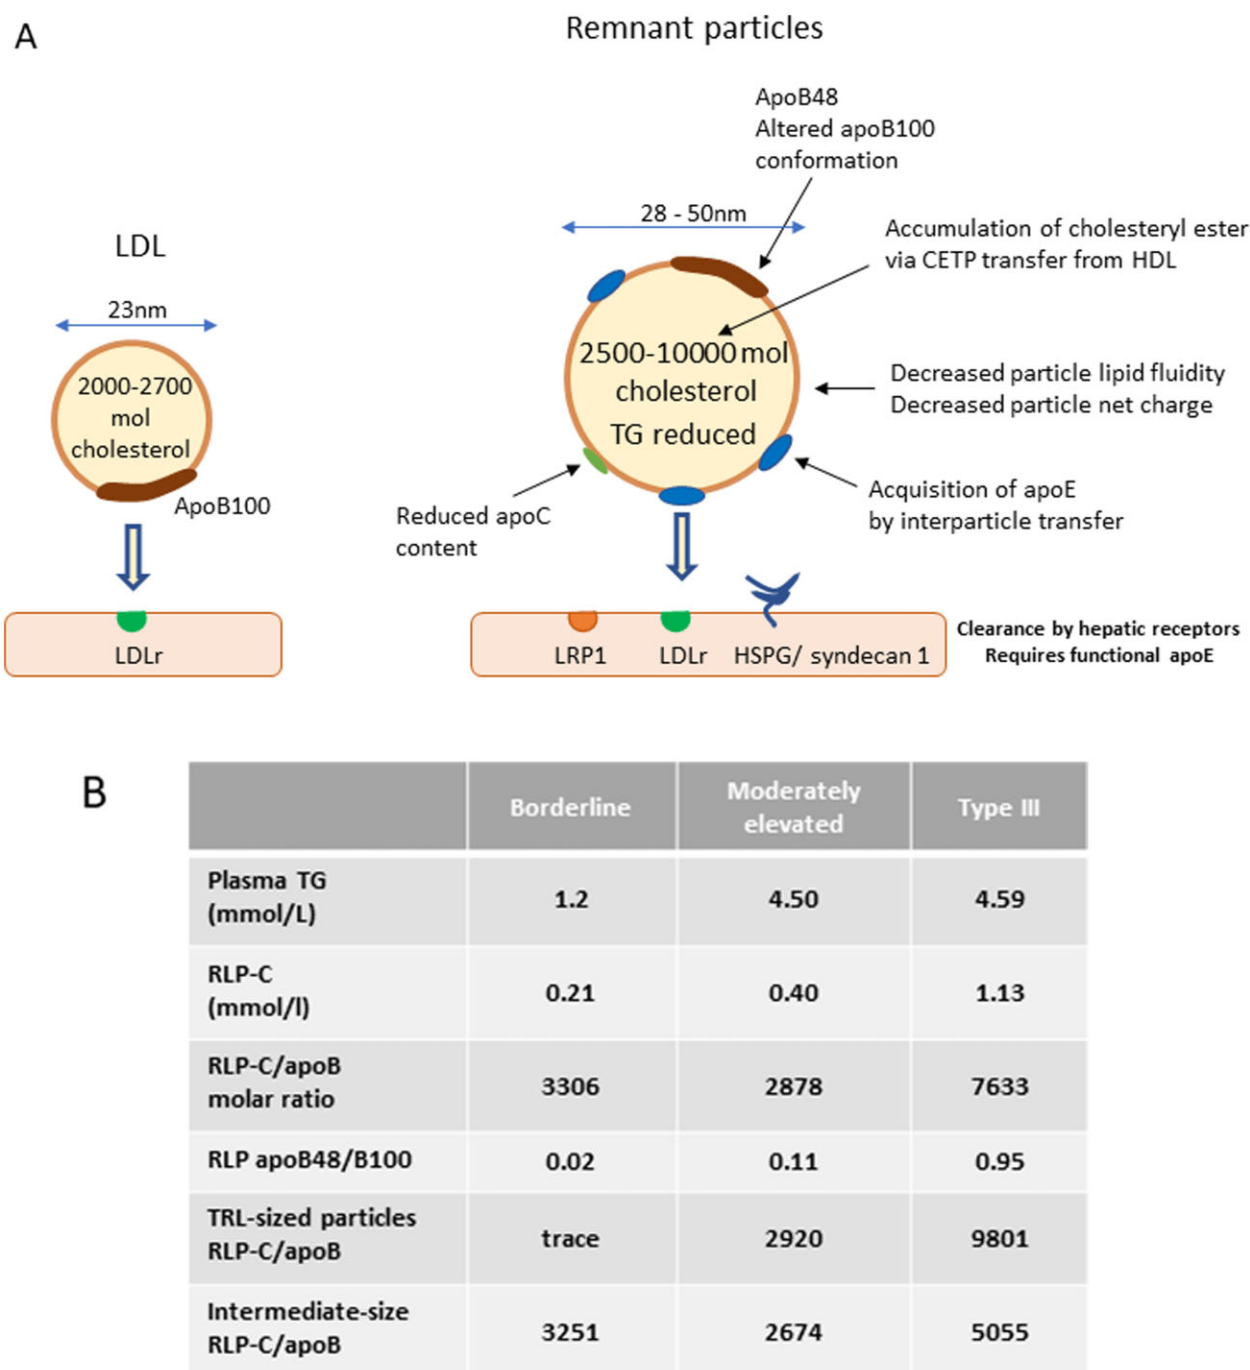 A
Remnant particles
ApoB48
Altered apoB100
conformation
28 - 50nm
Accumulation of cholesteryl ester
via CETP transfer from HDL
LDL
23nm
2000-2700
mol
cholesterol
ApoB100
2500-10000 mol
cholesterol
TG reduced
Decreased particle lipid fluidity
Decreased particle net charge
Reduced apoC
content
Acquisition of apoE
by interparticle transfer
LDLr
LRP1 LDLr HSPG/ syndecan 1
Clearance by hepatic receptors
Requires functional apoE
B
Borderline Moderately elevated Type III
Plasma TG
(mmol/L) 1.2 4.50 4.59
RLP-C
(mmol/l) 0.21 0.40 1.13
RLP-C/apoB
molar ratio 3306 2878 7633
RLP apoB48/B100 0.02 0.11 0.95
TRL-sized particles
RLP-C/apoB trace 2920 9801
Intermediate-size
RLP-C/apoB 3251 2674 5055